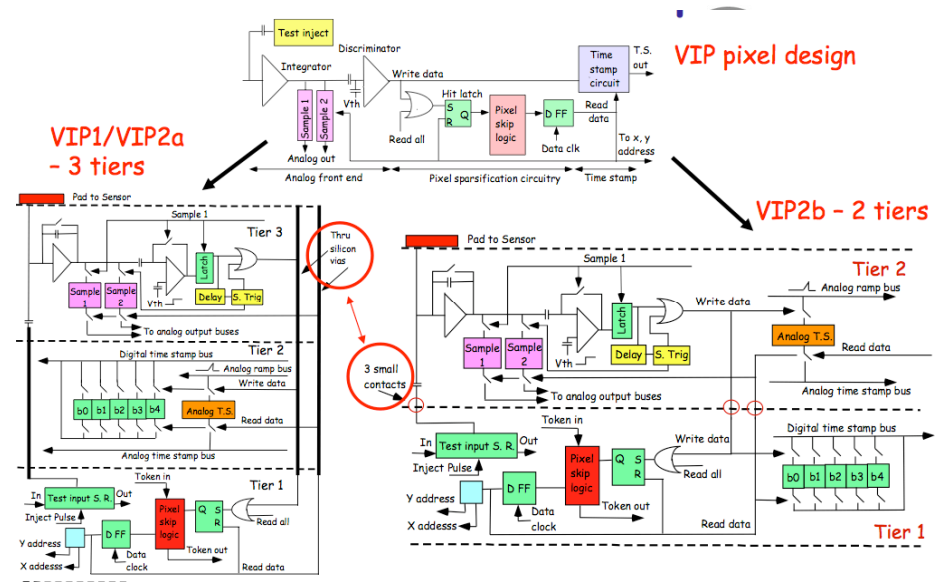 VIP pixel design
Test inject
Integrator
Discriminator
Sample 1
Sample 2
Vth
Write data
Hit latch
S
R
Q
Pixel
skip
logic
D FF
Time
stamp
circuit
T.S.
out
Read
data
Read all
Data clk
To x, y
address
Analog out
Analog front end
Pixel sparsification circuitry
Time stamp
VIP1/VIP2a
- 3 tiers
Pad to Sensor
Sample 1
Tier 3
Sample
1
Sample
2
Vth
Latch
Delay
S. Trig
To analog output buses
Thru
silicon
vias
Tier 2
Digital time stamp bus
Analog ramp bus
Write data
b0
b1
b2
b3
b4
Analog T.S.
Read data
Analog time stamp bus
Tier 1
Token in
In
Test input S. R.
Out
Inject Pulse
Pixel
skip
logic
Q
S
R
Read all
Y address
X addesss
D FF
Data
clock
Token out
Read data
3 small
contacts
VIP2b - 2 tiers
Pad to Sensor
Sample 1
Tier 2
Write data
Analog ramp bus
Sample
1
Sample
2
Vth
Latch
Delay
S. Trig
Analog T.S.
Read data
To analog output buses
Analog time stamp bus
Token in
In
Test input S. R.
Out
Inject Pulse
Pixel
skip
logic
Q
S
R
Write data
Read all
Digital time stamp bus
b0
b1
b2
b3
b4
Y address
X addesss
D FF
Data
clock
Token out
Read data
Tier 1